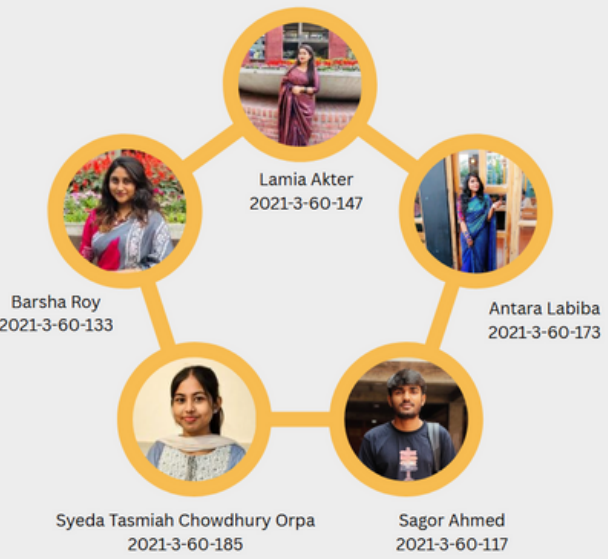 Lamia Akter
2021-3-60-147
Barsha Roy
2021-3-60-133
Antara Labiba
2021-3-60-173
Syeda Tasmiah Chowdhury Orpa
2021-3-60-185
Sagor Ahmed
2021-3-60-117